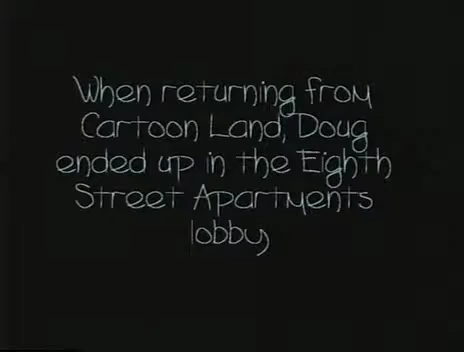 When returning from
Cartoon Land, Doug
ended up in the Eighth
Street Apartments
lobby